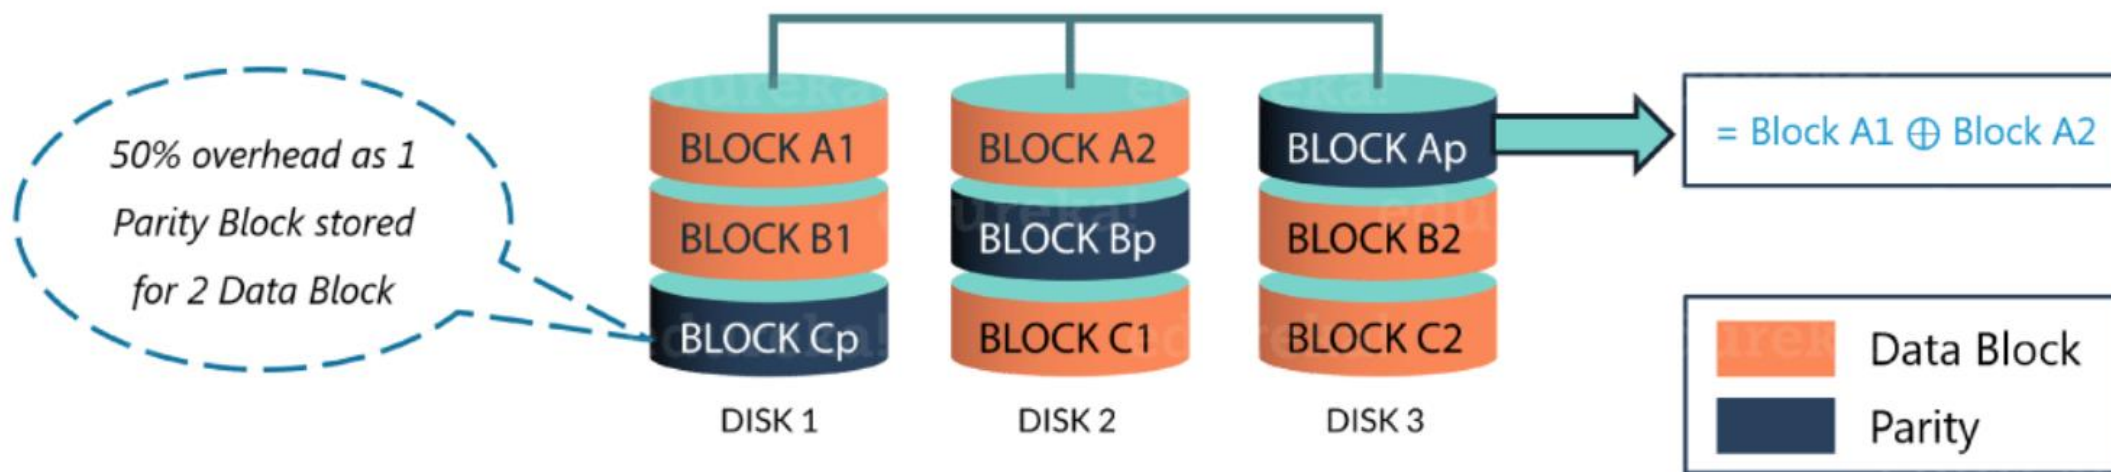 50% overhead as 1
Parity Block stored
for 2 Data Block
BLOCK A1
BLOCK A2
BLOCK Ap
= Block A1 ⊕ Block A2
BLOCK B1
BLOCK Bp
BLOCK B2
BLOCK Cp
BLOCK C1
BLOCK C2
DISK 1
DISK 2
DISK 3
Data Block
Parity
edureka!